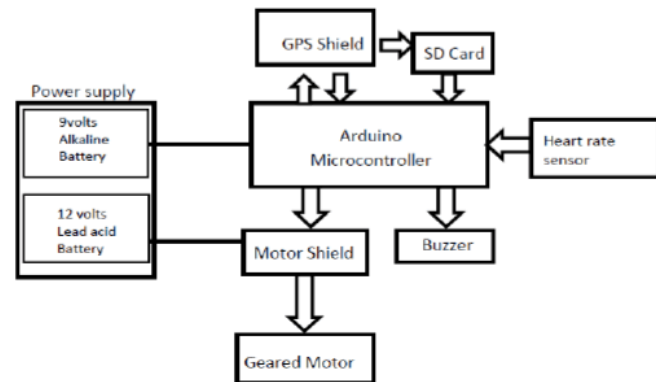 GPS Shield
SD Card
Power supply
9volts
Alkaline
Battery
Arduino
Microcontroller
Heart rate
sensor
12 volts
Lead acid
Battery
Motor Shield
Buzzer
Geared Motor